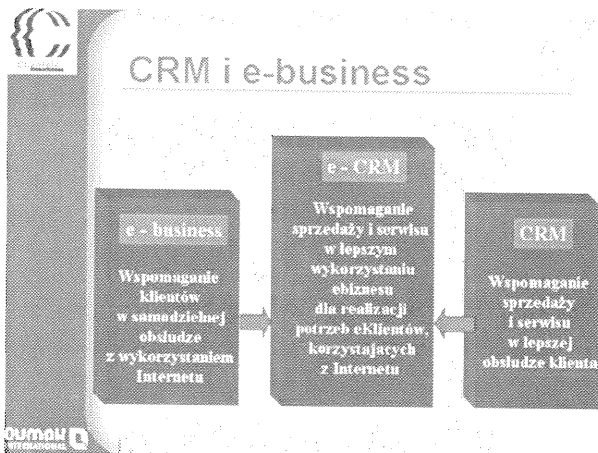 CRM i e-business
e - business
Wspomaganie
klientów
w samodzielnej
obsłudze
z wykorzystaniem
Internetu
e - CRM
Wspomaganie
sprzedaży i serwisu
w lepszym
wykorzystaniu
ebiznesu
dla realizacji
potrzeb eKlientów,
korzystających
z Internetu
CRM
Wspomaganie
sprzedaży
i serwisu
w lepszej
obsłudze klienta
INTERNATIONAL